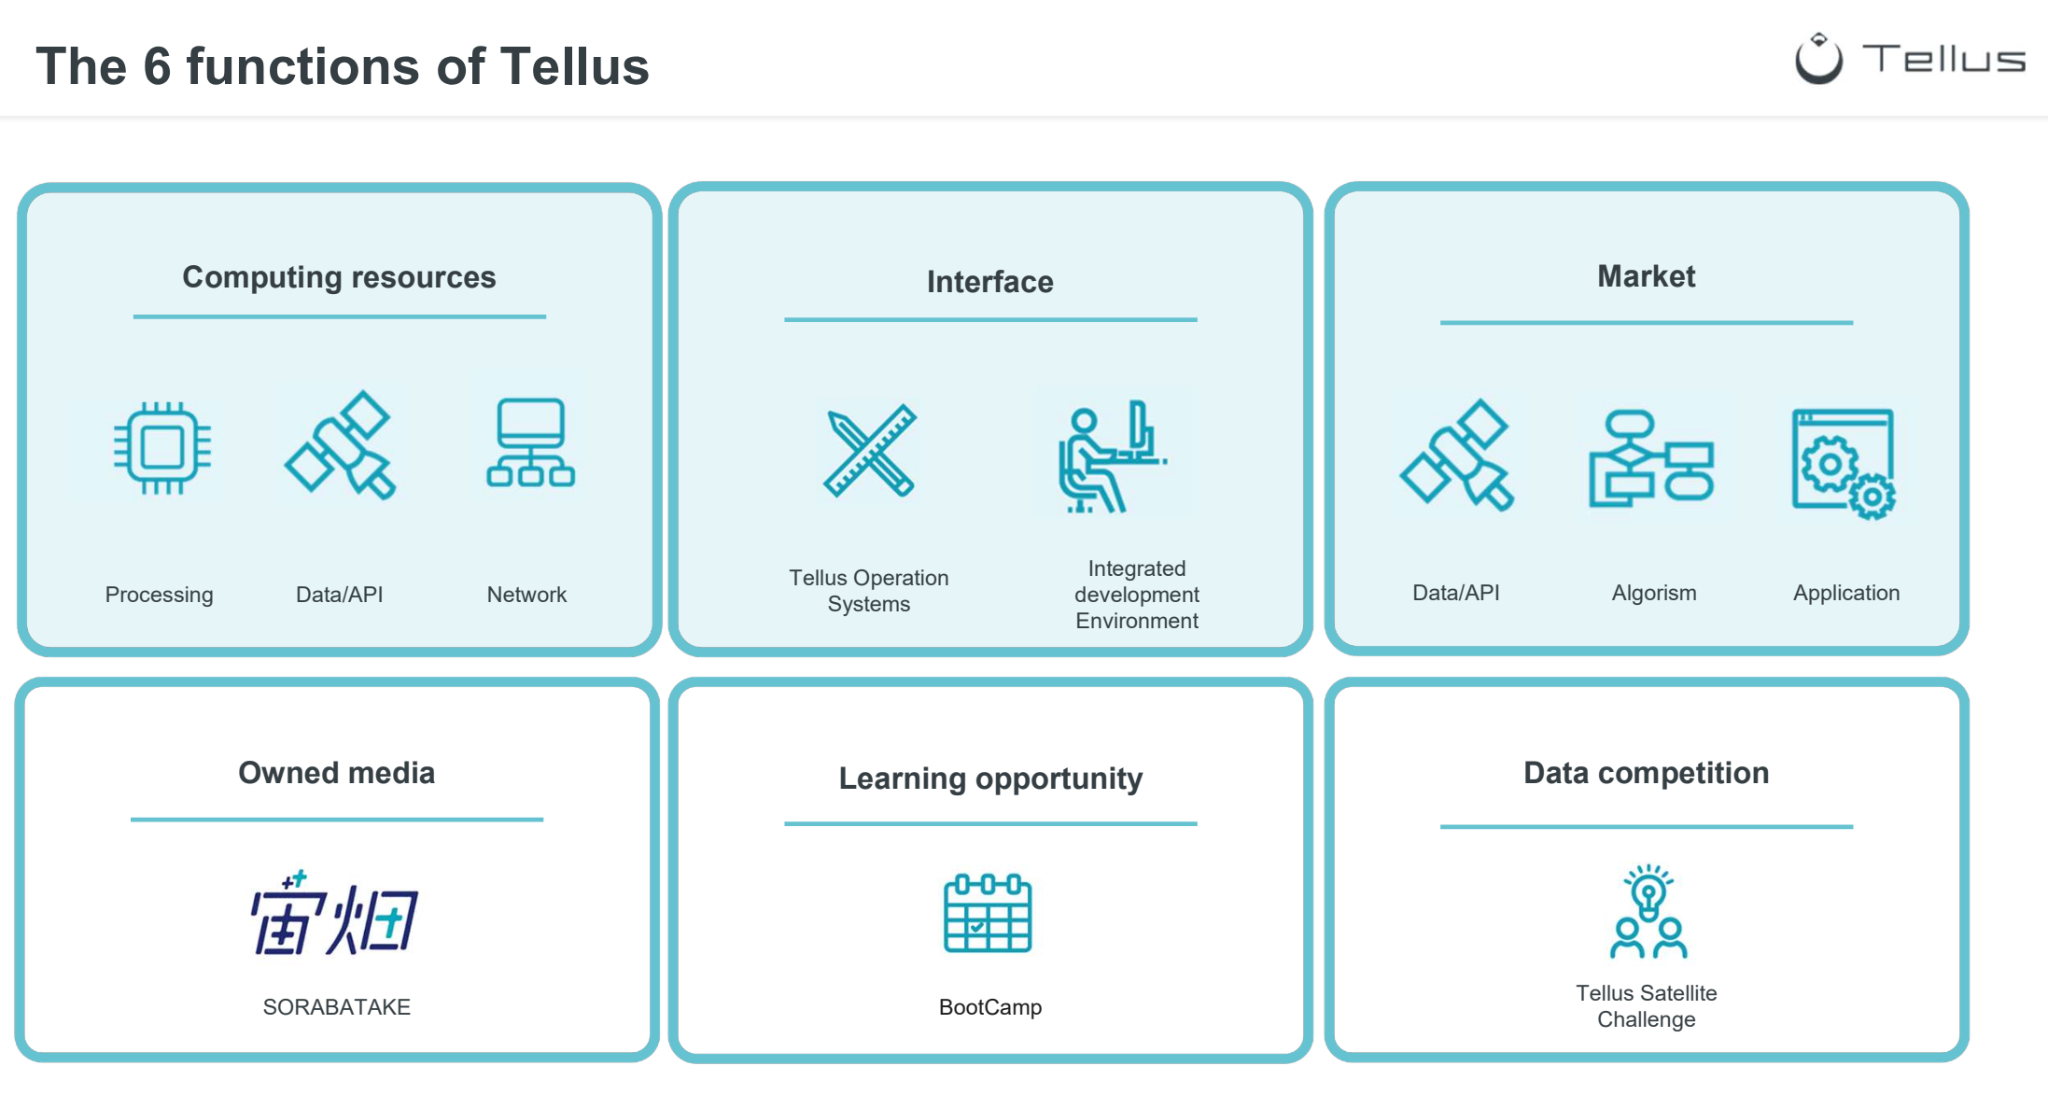 The 6 functions of Tellus
Tellus
Computing resources
Processing
Data/API
Network
Interface
Tellus Operation
Systems
Integrated
development
Environment
Market
Data/API
Algorism
Application
Owned media
宙畑
SORABATAKE
Learning opportunity
BootCamp
Data competition
Tellus Satellite
Challenge